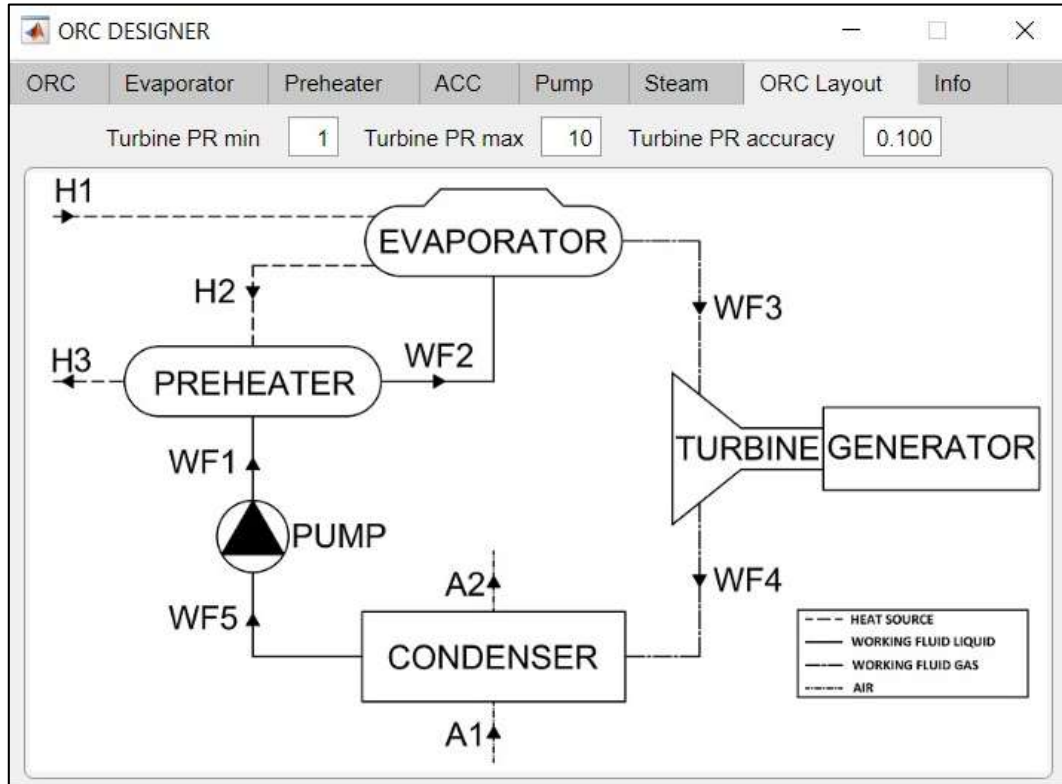 ORC DESIGNER
ORC Evaporator Preheater ACC Pump Steam ORC Layout Info
Turbine PR min 1 Turbine PR max 10 Turbine PR accuracy 0.100
H1
EVAPORATOR
H2
WF3
H3
WF2
PREHEATER
TURBINE GENERATOR
WF1
PUMP
A2
WF4
WF5
CONDENSER
A1
HEAT SOURCE
WORKING FLUID LIQUID
WORKING FLUID GAS
AIR